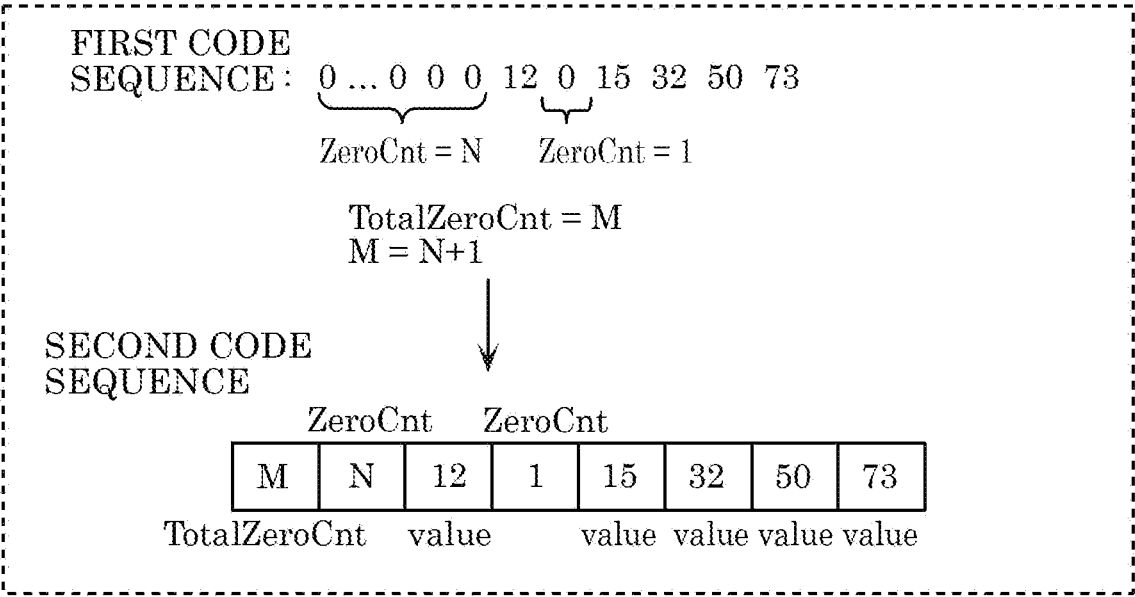 FIRST CODE
SEQUENCE: 0 ... 0 0 0 12 0 15 32 50 73
ZeroCnt = N ZeroCnt = 1
TotalZeroCnt = M
M = N+1
SECOND CODE
SEQUENCE
ZeroCnt ZeroCnt
M N 12 1 15 32 50 73
TotalZeroCnt value value value value value